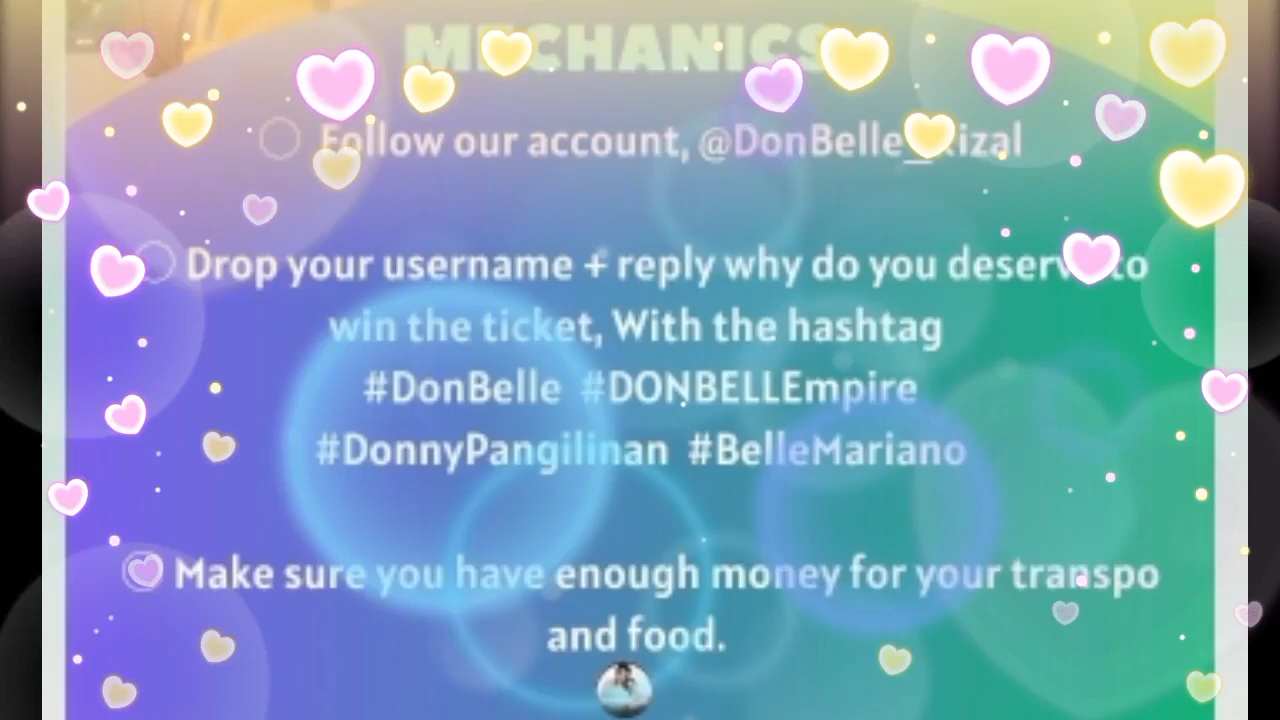 MECHANICS
Follow our account, @DonBelle_Rizal
Drop your username + reply why do you deserve to
win the ticket, With the hashtag
#DonBelle #DONBELLEmpire
#DonnyPangilinan #BelleMariano
Make sure you have enough money for your transpo
and food.